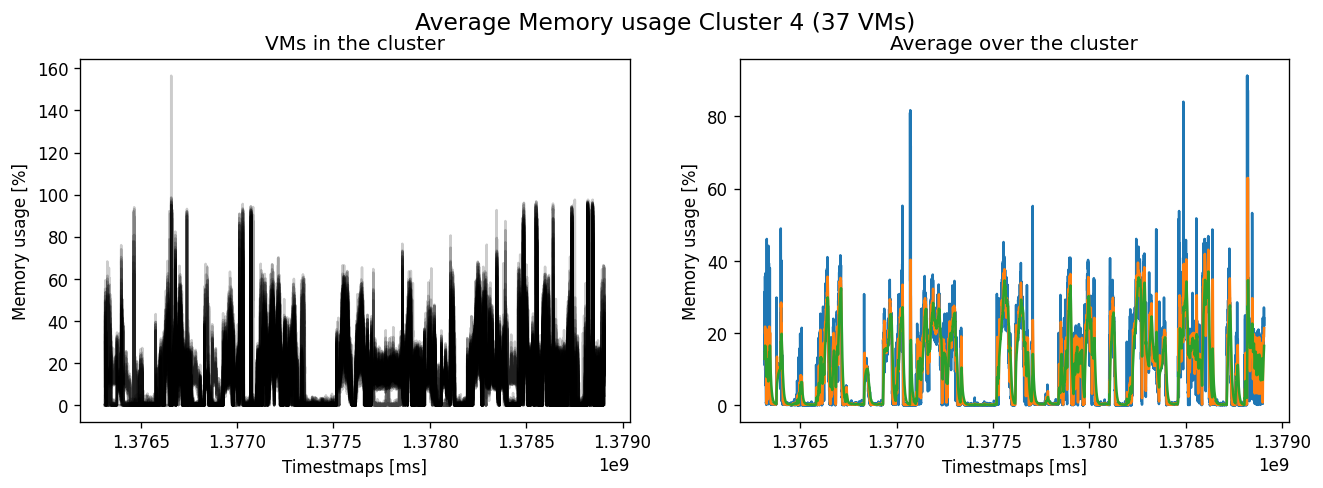 Average Memory usage Cluster 4 (37 VMs)
VMs in the cluster
Memory usage [%]
160
140
120
100
80
60
40
20
0
1.3765 1.3770 1.3775 1.3780 1.3785 1.3790
1e9
Timestmaps [ms]
Average over the cluster
Memory usage [%]
80
60
40
20
0
1.3765 1.3770 1.3775 1.3780 1.3785 1.3790
1e9
Timestmaps [ms]